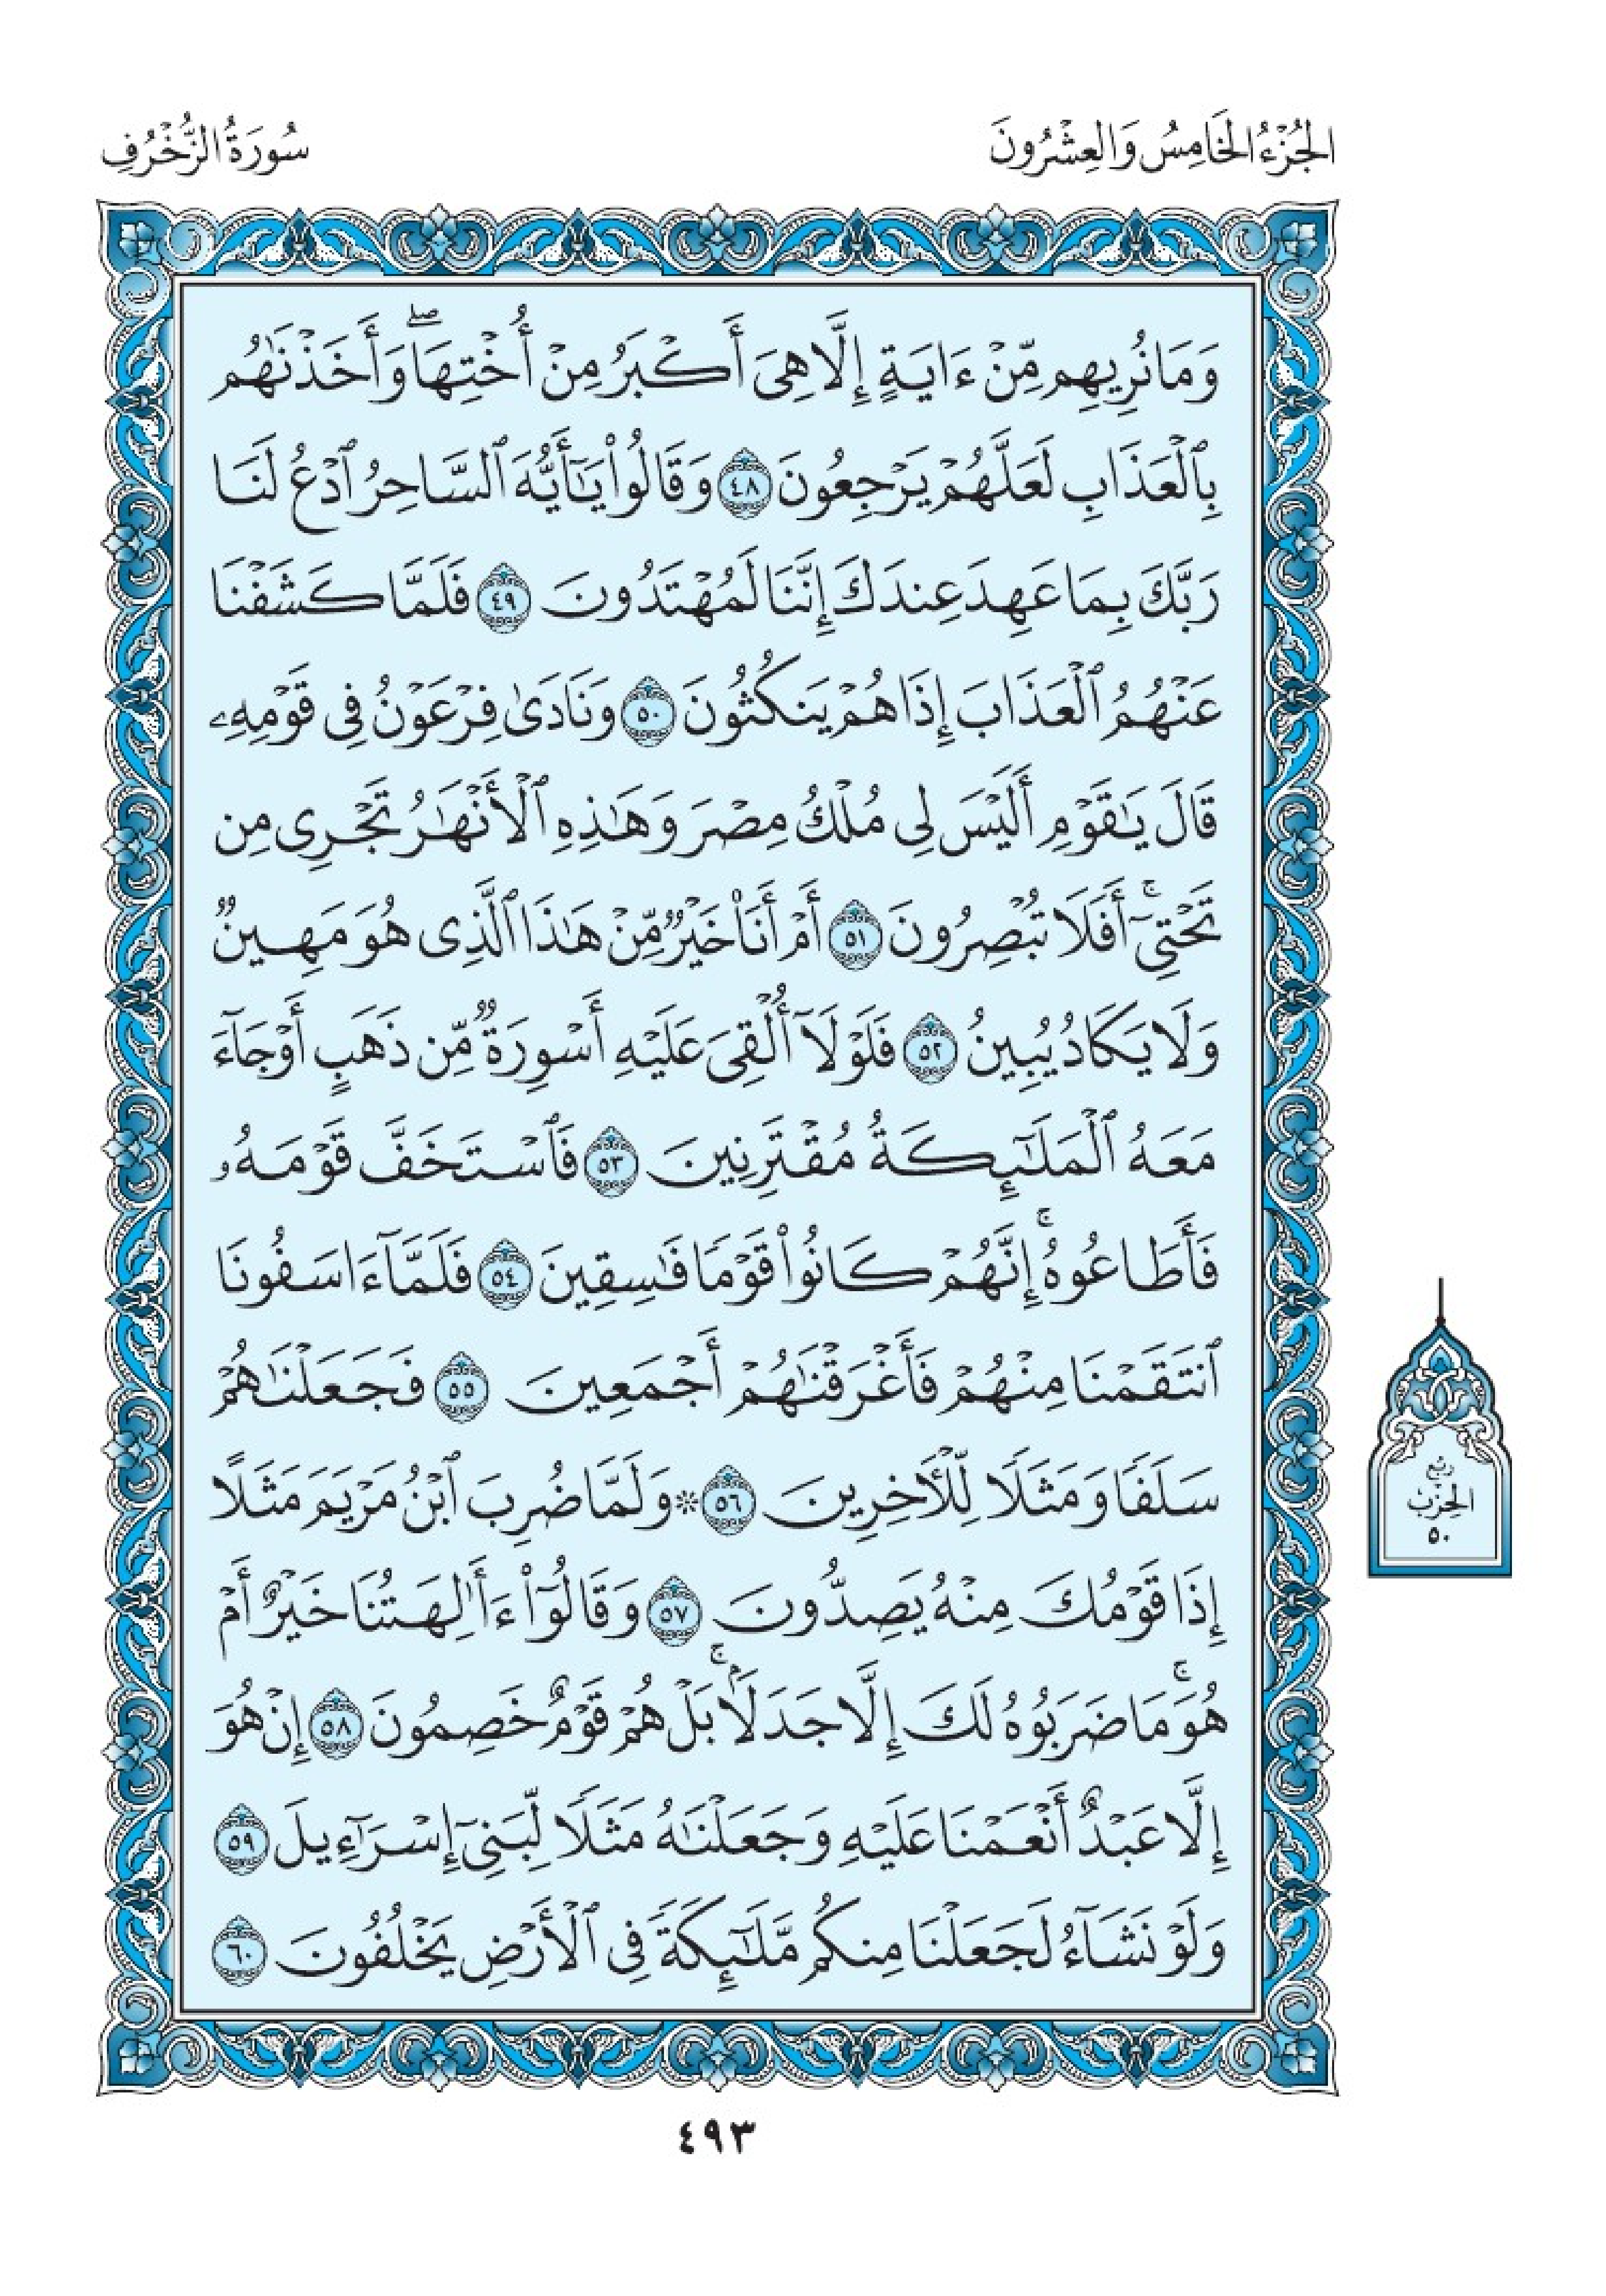 الجُزْءُ الخَامِسُ وَالعِشْرُونَ
سُورَةُ الزُّخْرُفِ
وَمَا نُرِيهِم مِّنْ ءَايَةٍ إِلَّا هِىَ أَكْبَرُ مِنْ أُخْتِهَا ۖ وَأَخَذْنَٰهُم
بِٱلْعَذَابِ لَعَلَّهُمْ يَرْجِعُونَ ٤٨ وَقَالُوا۟ يَٰٓأَيُّهَ ٱلسَّاحِرُ ٱدْعُ لَنَا
رَبَّكَ بِمَا عَهِدَ عِندَكَ إِنَّنَا لَمُهْتَدُونَ ٤٩ فَلَمَّا كَشَفْنَا
عَنْهُمُ ٱلْعَذَابَ إِذَا هُمْ يَنكُثُونَ ٥٠ وَنَادَىٰ فِرْعَوْنُ فِى قَوْمِهِۦ
قَالَ يَٰقَوْمِ أَلَيْسَ لِى مُلْكُ مِصْرَ وَهَٰذِهِ ٱلْأَنْهَٰرُ تَجْرِى مِن
تَحْتِىٓ ۚ أَفَلَا تُبْصِرُونَ ٥١ أَمْ أَنَا۠ خَيْرٌ مِّنْ هَٰذَا ٱلَّذِى هُوَ مَهِينٌ
وَلَا يَكَادُ يُبِينُ ٥٢ فَلَوْلَآ أُلْقِىَ عَلَيْهِ أَسْوِرَةٌ مِّن ذَهَبٍ أَوْ جَآءَ
مَعَهُ ٱلْمَلَٰٓئِكَةُ مُقْتَرِنِينَ ٥٣ فَٱسْتَخَفَّ قَوْمَهُۥ
فَأَطَاعُوهُ ۚ إِنَّهُمْ كَانُوا۟ قَوْمًا فَٰسِقِينَ ٥٤ فَلَمَّآ ءَاسَفُونَا
ٱنتَقَمْنَا مِنْهُمْ فَأَغْرَقْنَٰهُمْ أَجْمَعِينَ ٥٥ فَجَعَلْنَٰهُمْ
سَلَفًا وَمَثَلًا لِّلْءَاخِرِينَ ٥٦ ۞ وَلَمَّا ضُرِبَ ٱبْنُ مَرْيَمَ مَثَلًا
إِذَا قَوْمُكَ مِنْهُ يَصِدُّونَ ٥٧ وَقَالُوٓا۟ ءَأَٰلِهَتُنَا خَيْرٌ أَمْ
هُوَ ۚ مَا ضَرَبُوهُ لَكَ إِلَّا جَدَلًۢا ۚ بَلْ هُمْ قَوْمٌ خَصِمُونَ ٥٨ إِنْ هُوَ
إِلَّا عَبْدٌ أَنْعَمْنَا عَلَيْهِ وَجَعَلْنَٰهُ مَثَلًا لِّبَنِىٓ إِسْرَٰٓءِيلَ ٥٩
وَلَوْ نَشَآءُ لَجَعَلْنَا مِنكُم مَّلَٰٓئِكَةً فِى ٱلْأَرْضِ يَخْلُفُونَ ٦٠
ربع
الحزب
٥٠
٤٩٣